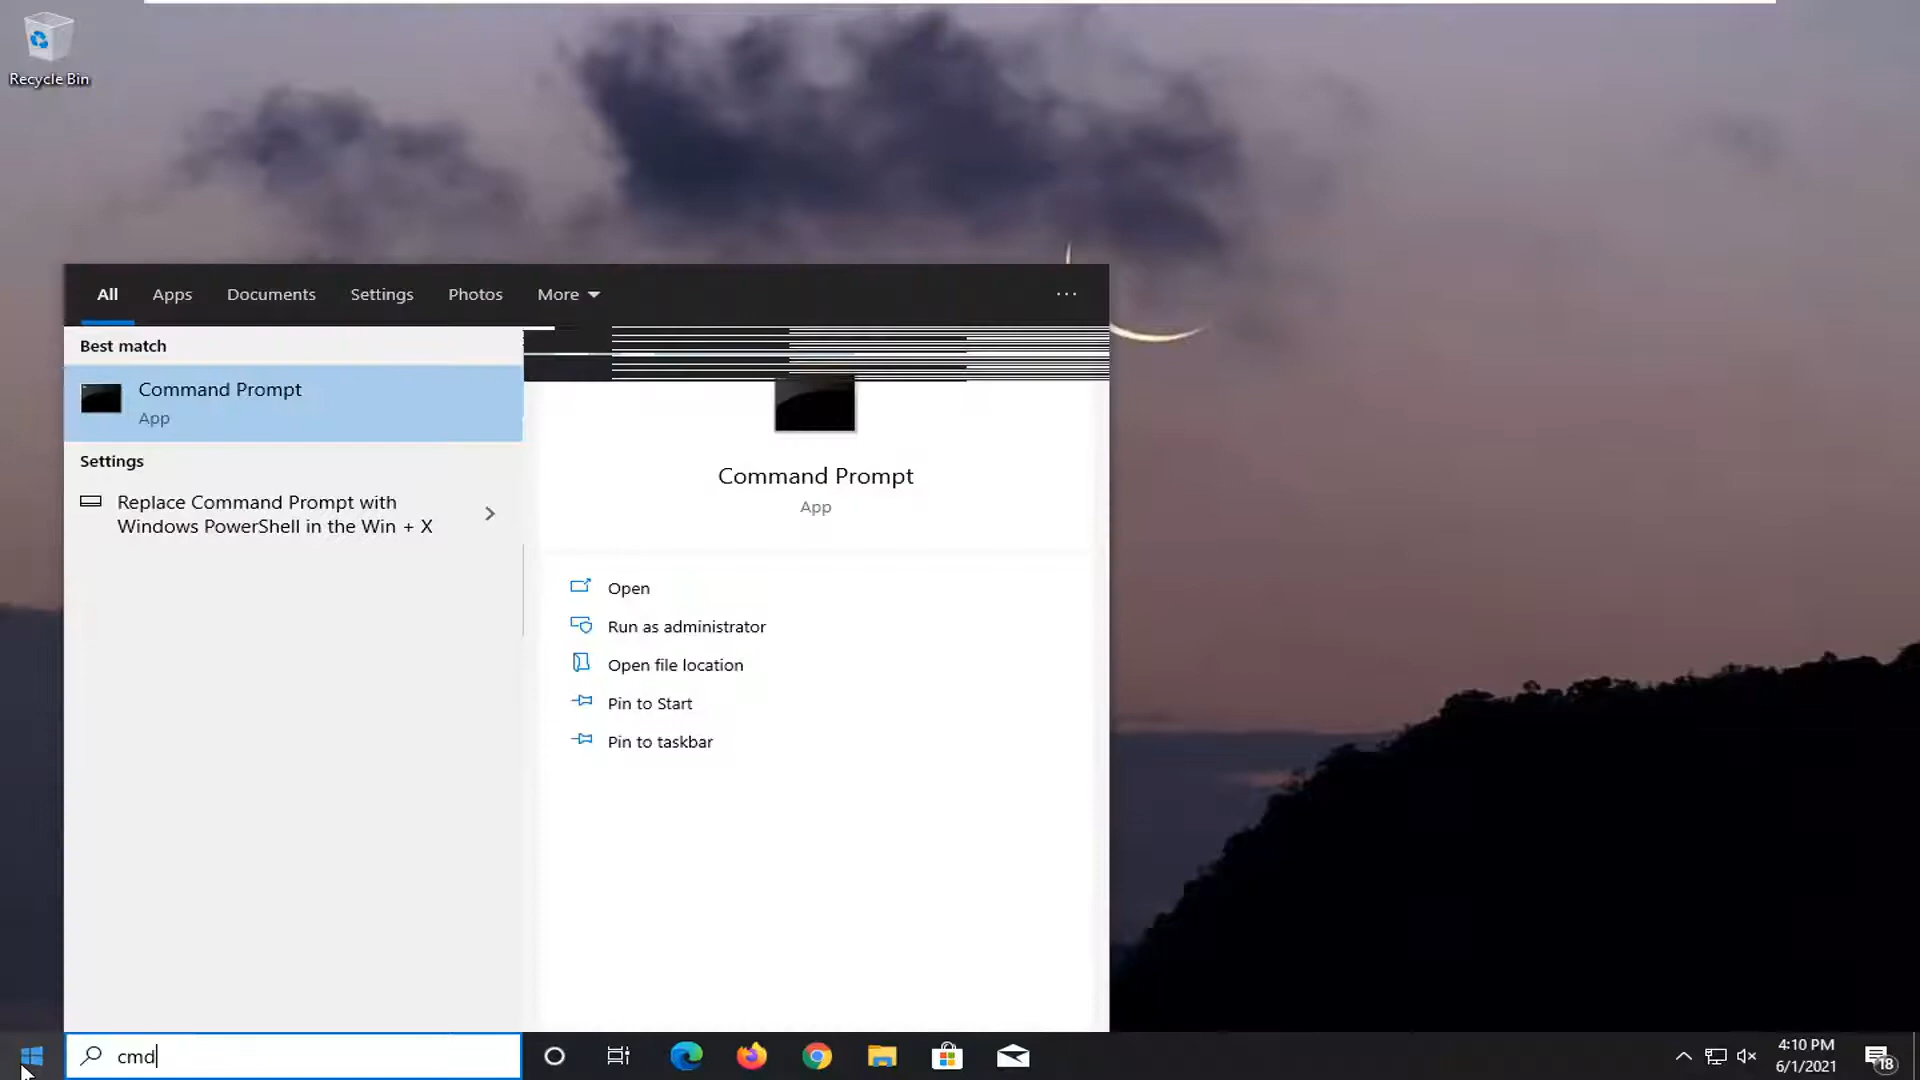 Recycle Bin
All Apps Documents Settings Photos More ...
Best match
Command Prompt
App
Settings
Replace Command Prompt with
Windows PowerShell in the Win + X
Command Prompt
App
Open
Run as administrator
Open file location
Pin to Start
Pin to taskbar
cmd
4:10 PM
6/1/2021
18